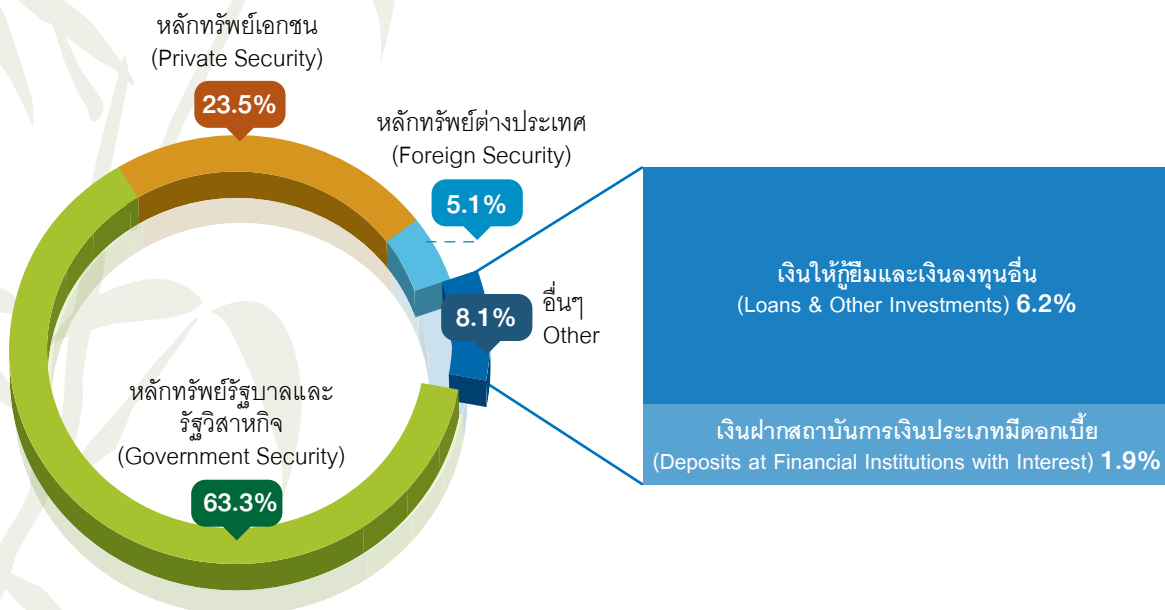 หลักทรัพย์เอกชน
(Private Security)
23.5%
หลักทรัพย์ต่างประเทศ
(Foreign Security)
5.1%
8.1%
อื่นๆ
Other
หลักทรัพย์รัฐบาลและ
รัฐวิสาหกิจ
(Government Security)
63.3%
เงินให้กู้ยืมและเงินลงทุนอื่น
(Loans & Other Investments) 6.2%
เงินฝากสถาบันการเงินประเภทมีดอกเบี้ย
(Deposits at Financial Institutions with Interest) 1.9%